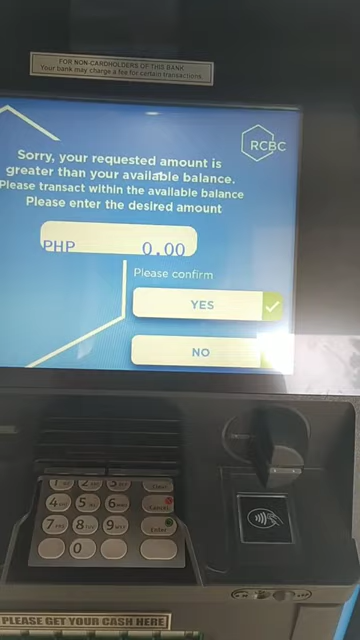 FOR NON-CARDHOLDERS OF THIS BANK
Your bank may charge a fee for certain transactions.
RCBC
Sorry, your requested amount is
greater than your available balance.
Please transact within the available balance
Please enter the desired amount
PHP 0.00
Please confirm
YES
NO
1 2 3
4 5 6 Cancel
7 8 9 Enter
0
PLEASE GET YOUR CASH HERE